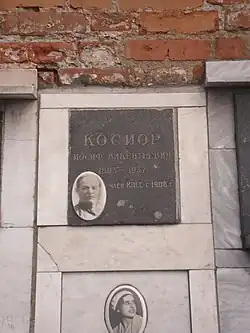 КОСИОР
ИОСИФ ВИКЕНТЬЕВИЧ
1893 - 1937
ЧЛЕН КПСС С 1908 Г.